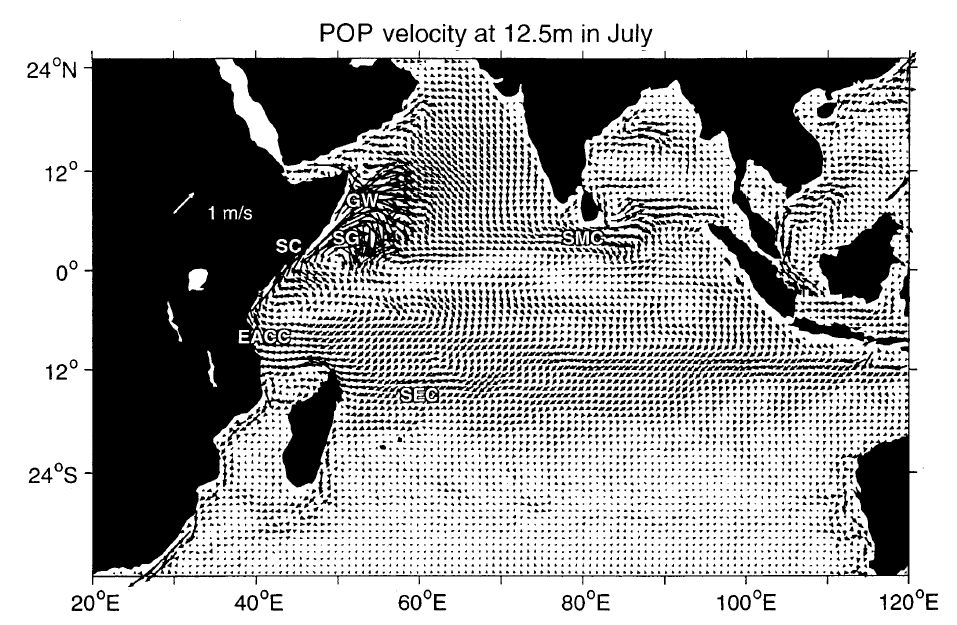 POP velocity at 12.5m in July
24°N
12°
GW
1 m/s
SG
SC
SMC
0°
EACC
12°
SEC
24°S
20°E 40°E 60°E 80°E 100°E 120°E